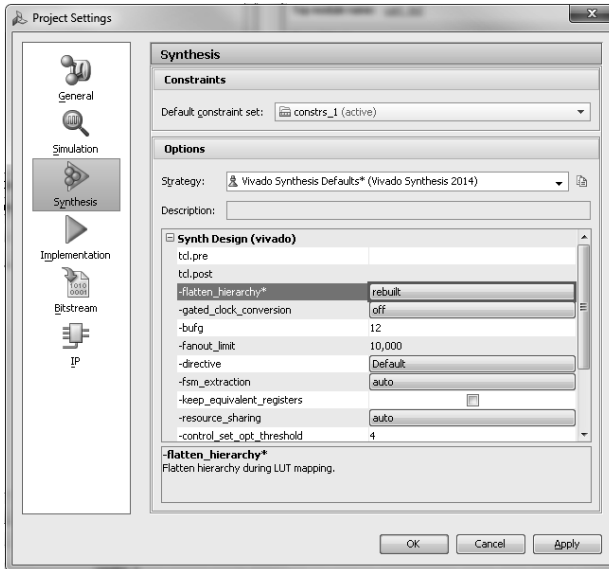 Project Settings
General
Simulation
Synthesis
Implementation
Bitstream
IP
Synthesis
Constraints
Default constraint set: constrs_1 (active)
Options
Strategy: Vivado Synthesis Defaults* (Vivado Synthesis 2014)
Description:
Synth Design (vivado)
tcl.pre
tcl.post
-flatten_hierarchy* rebuilt
-gated_clock_conversion off
-bufg 12
-fanout_limit 10,000
-directive Default
-fsm_extraction auto
-keep_equivalent_registers
-resource_sharing auto
-control_set_opt_threshold 4
-flatten_hierarchy*
Flatten hierarchy during LUT mapping.
OK Cancel Apply